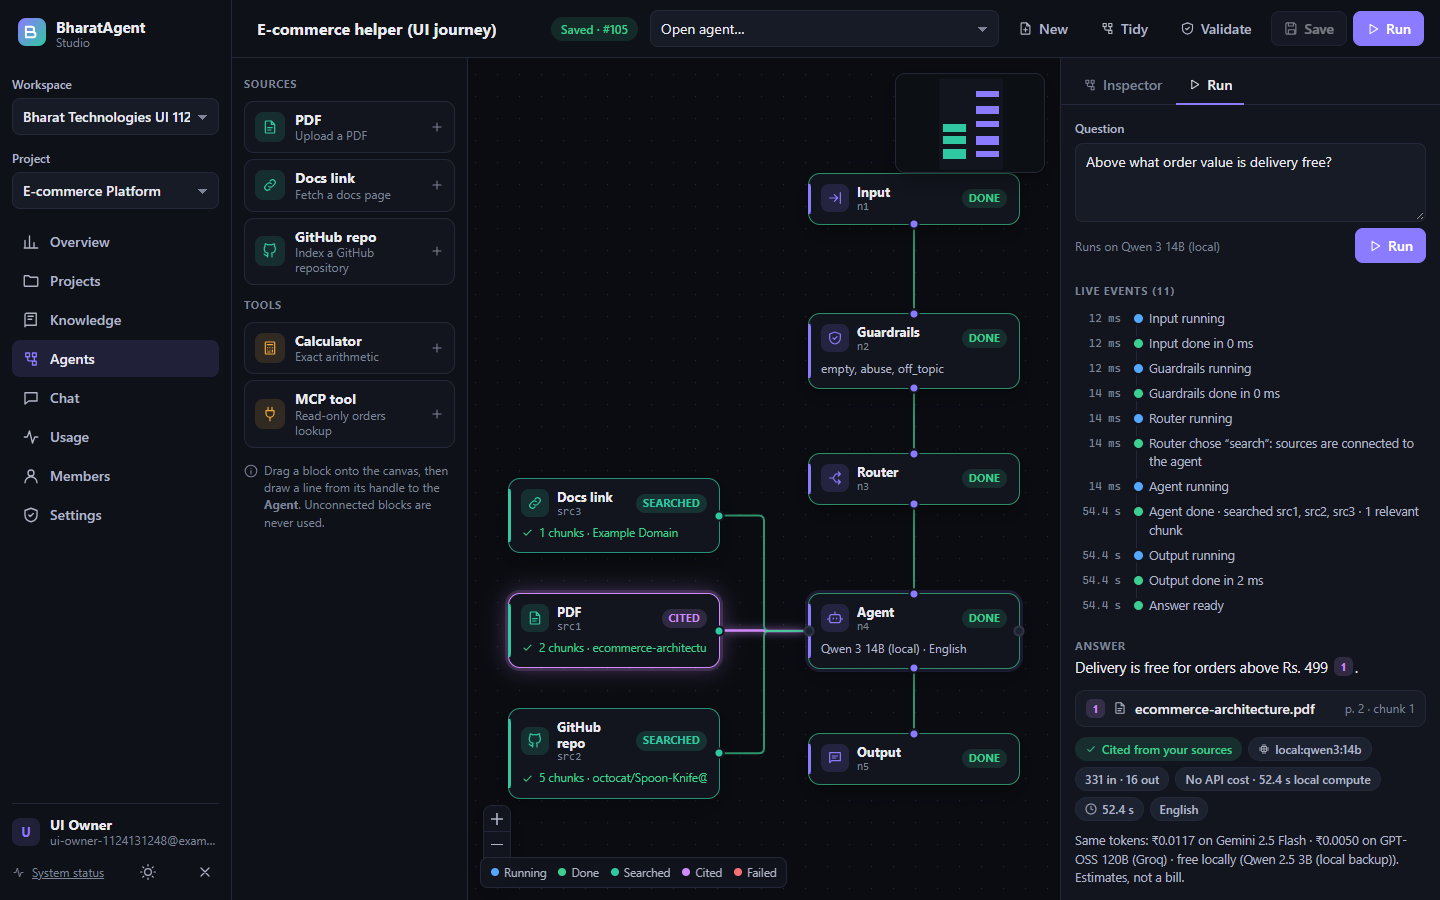 BharatAgent
Studio
Workspace
Bharat Technologies UI 112
Project
E-commerce Platform
Overview
Projects
Knowledge
Agents
Chat
Usage
Members
Settings
U
UI Owner
ui-owner-1124131248@exam...
System status
E-commerce helper (UI journey)
Saved · #105
Open agent...
New
Tidy
Validate
Save
Run
SOURCES
PDF
Upload a PDF
Docs link
Fetch a docs page
GitHub repo
Index a GitHub
repository
TOOLS
Calculator
Exact arithmetic
MCP tool
Read-only orders
lookup
Drag a block onto the canvas, then
draw a line from its handle to the
Agent. Unconnected blocks are
never used.
Input
n1
DONE
Guardrails
n2
DONE
empty, abuse, off_topic
Router
n3
DONE
Docs link
src3
SEARCHED
1 chunks · Example Domain
PDF
src1
CITED
2 chunks · ecommerce-architectu
Agent
n4
DONE
Qwen 3 14B (local) · English
GitHub
repo
src2
SEARCHED
5 chunks · octocat/Spoon-Knife@
Output
n5
DONE
Running
Done
Searched
Cited
Failed
Inspector
Run
Question
Above what order value is delivery free?
Runs on Qwen 3 14B (local)
Run
LIVE EVENTS (11)
12 ms Input running
12 ms Input done in 0 ms
12 ms Guardrails running
14 ms Guardrails done in 0 ms
14 ms Router running
14 ms Router chose “search”: sources are connected to
the agent
14 ms Agent running
54.4 s Agent done · searched src1, src2, src3 · 1 relevant
chunk
54.4 s Output running
54.4 s Output done in 2 ms
54.4 s Answer ready
ANSWER
Delivery is free for orders above Rs. 499 1 .
1 ecommerce-architecture.pdf p. 2 · chunk 1
Cited from your sources
local:qwen3:14b
331 in · 16 out
No API cost · 52.4 s local compute
52.4 s
English
Same tokens: ₹0.0117 on Gemini 2.5 Flash · ₹0.0050 on GPT-
OSS 120B (Groq) · free locally (Qwen 2.5 3B (local backup)).
Estimates, not a bill.